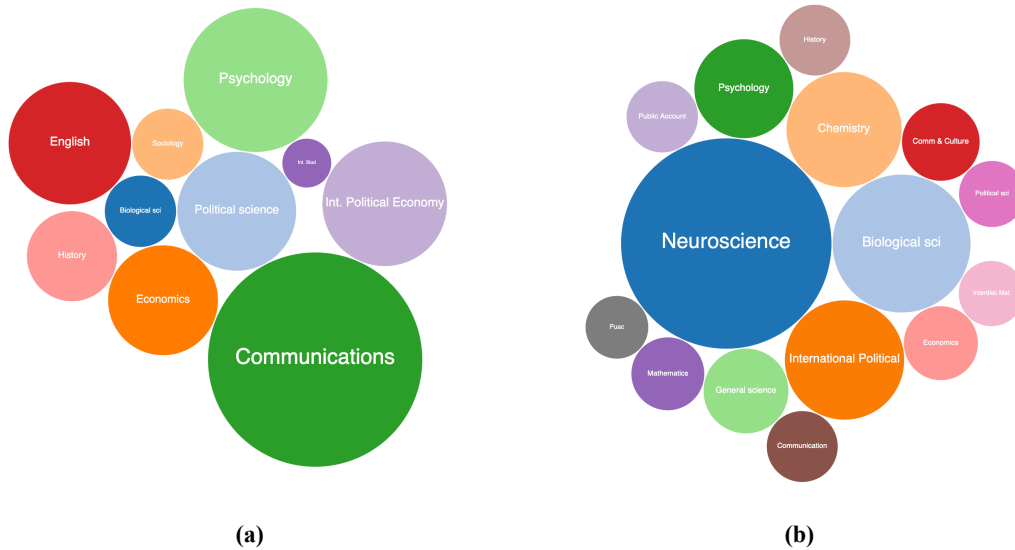 Psychology
English
Sociology
Int. Stud
Biological sci
Political science
Int. Political Economy
History
Economics
Communications
(a)
History
Psychology
Public Account
Chemistry
Comm & Culture
Political sci
Neuroscience
Biological sci
Interdisc Mat
Puac
International Political
Economics
Mathematics
General science
Communication
(b)